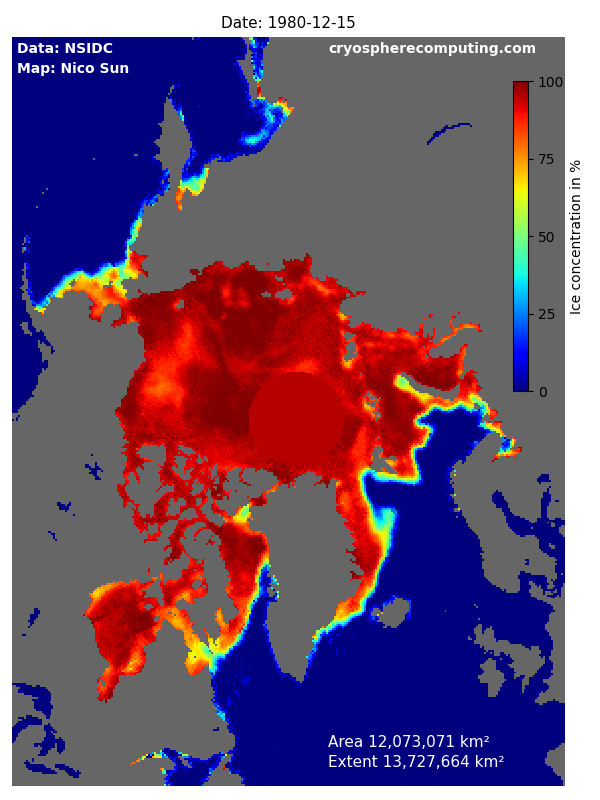 Date: 1980-12-15
Data: NSIDC
Map: Nico Sun
cryospherecomputing.com
100
75
50
25
0
Ice concentration in %
Area 12,073,071 km²
Extent 13,727,664 km²